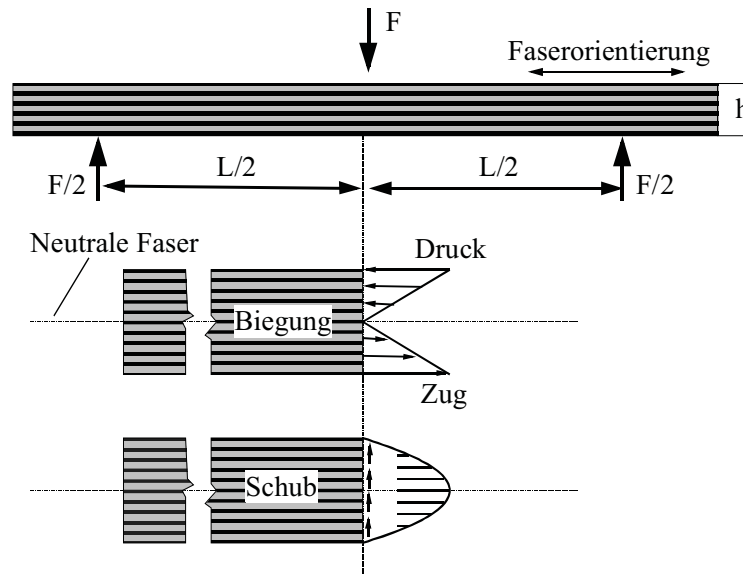 F
Faserorientierung
h
F/2
L/2
L/2
F/2
Neutrale Faser
Druck
Biegung
Zug
Schub